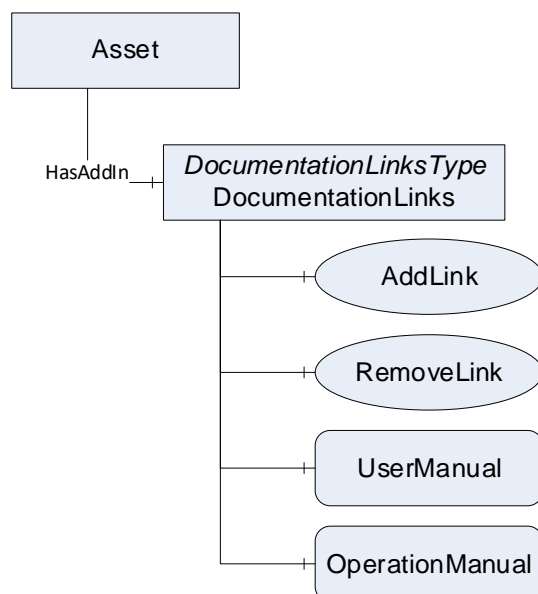 Asset
HasAddIn
DocumentationLinksType
DocumentationLinks
AddLink
RemoveLink
UserManual
OperationManual